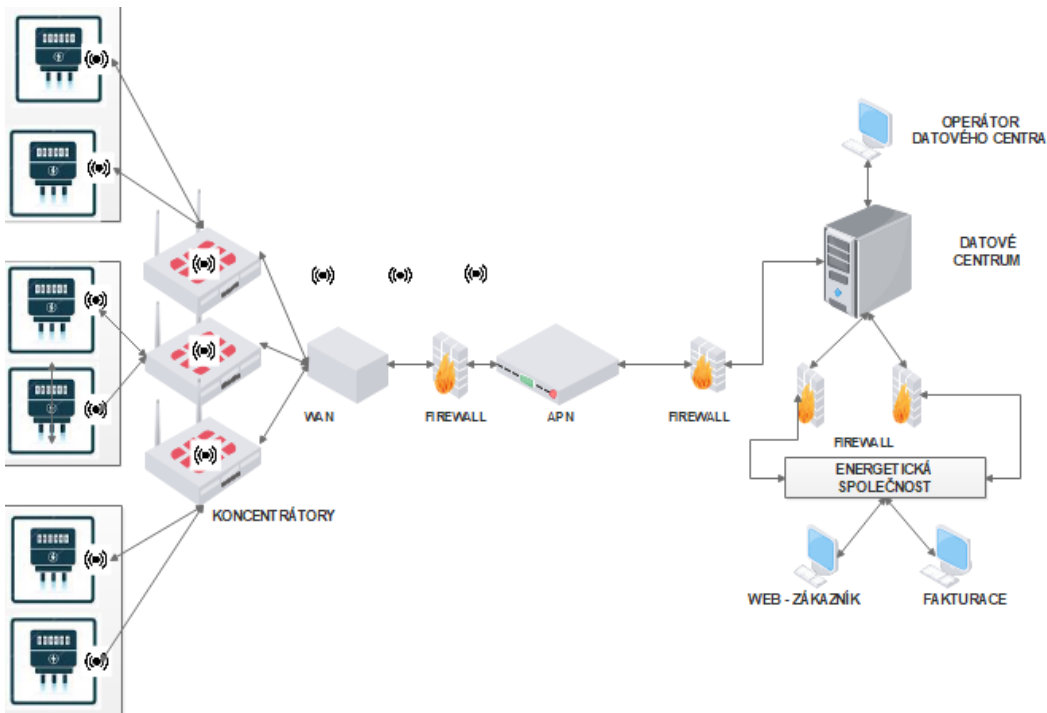 OPERÁTOR
DATOVÉHO CENTRA
DATOVÉ
CENTRUM
WAN
FIREWALL
APN
FIREWALL
FIREWALL
ENERGETICKÁ
SPOLEČNOST
KONCENTRÁTORY
WEB - ZÁKAZNÍK
FAKTURACE